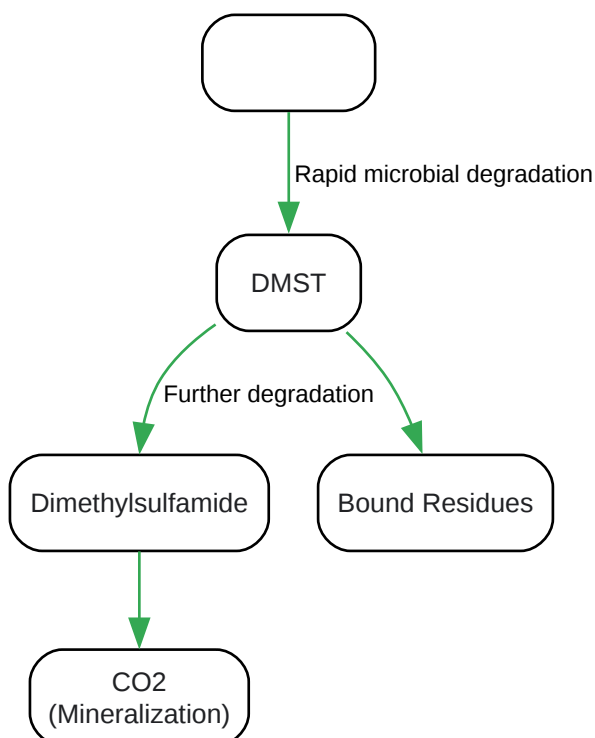 Rapid microbial degradation
DMST
Further degradation
Dimethylsulfamide
Bound Residues
CO2
(Mineralization)